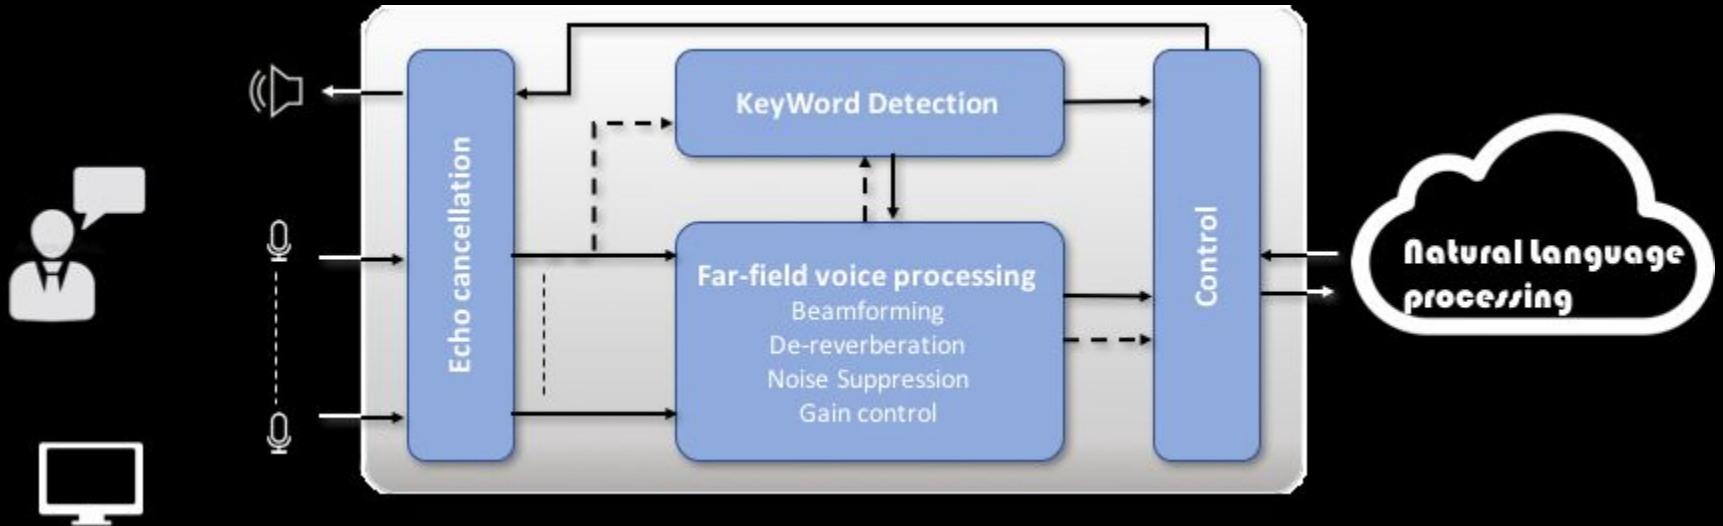 Echo cancellation
KeyWord Detection
Far-field voice processing
Beamforming
De-reverberation
Noise Suppression
Gain control
Control
Natural Language
processing